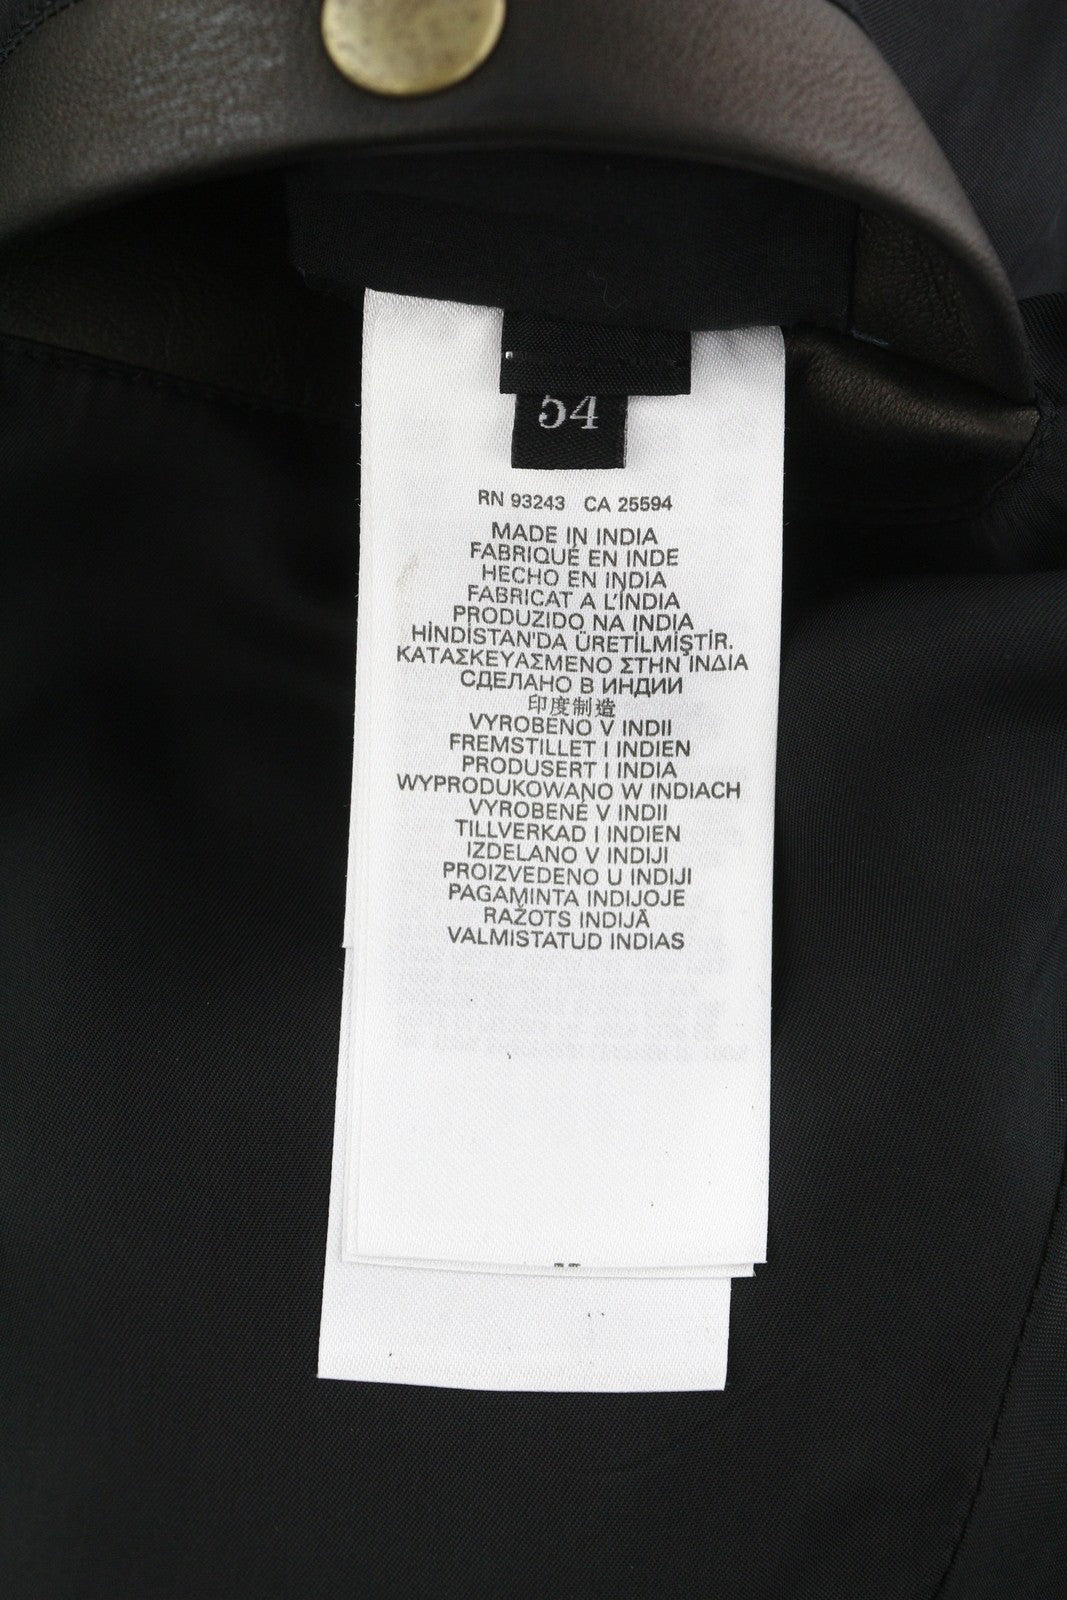 54
RN 93243 CA 25594
MADE IN INDIA
FABRIQUÉ EN INDE
HECHO EN INDIA
FABRICAT A L'ÍNDIA
PRODUZIDO NA INDIA
HİNDİSTAN'DA ÜRETİLMİŞTİR.
ΚΑΤΑΣΚΕΥΑΣΜΕΝΟ ΣΤΗΝ ΙΝΔΙΑ
СДЕЛАНО В ИНДИИ
印度制造
VYROBENO V INDII
FREMSTILLET I INDIEN
PRODUSERT I INDIA
WYPRODUKOWANO W INDIACH
VYROBENÉ V INDII
TILLVERKAD I INDIEN
IZDELANO V INDIJI
PROIZVEDENO U INDIJI
PAGAMINTA INDIJOJE
RAŽOTS INDIJĀ
VALMISTATUD INDIAS